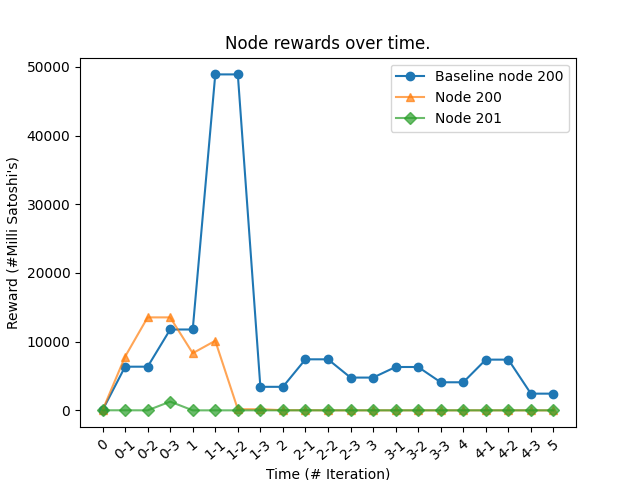 Node rewards over time.
Baseline node 200
Node 200
Node 201
Reward (#Milli Satoshi's)
50000
40000
30000
20000
10000
0
0 0-1 0-2 0-3 1 1-1 1-2 1-3 2 2-1 2-2 2-3 3 3-1 3-2 3-3 4 4-1 4-2 4-3 5
Time (# Iteration)